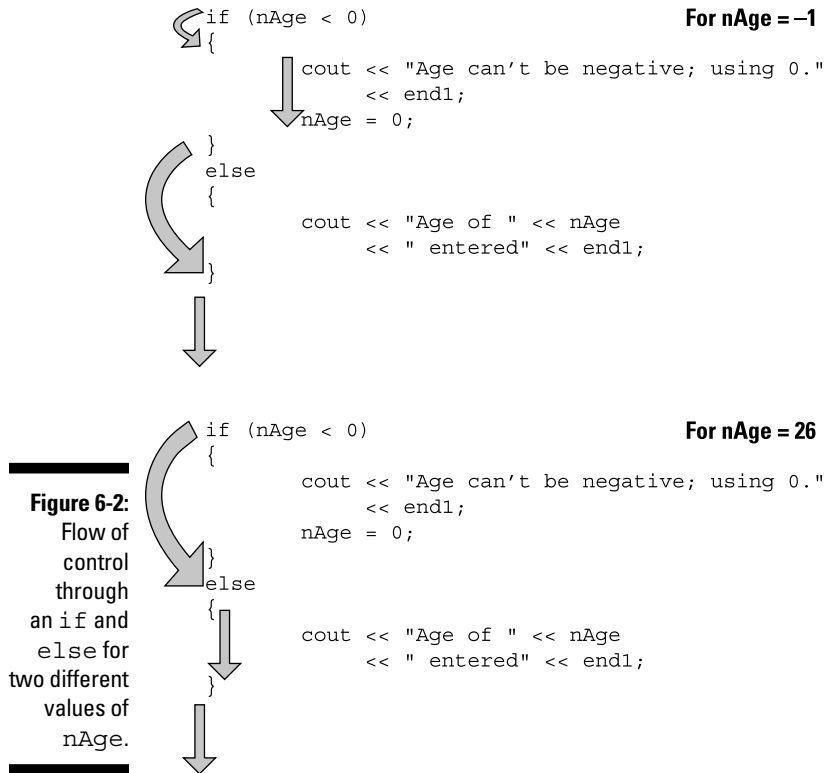 if (nAge < 0)
For nAge = –1
{
cout << "Age can't be negative; using 0."
<< end1;
nAge = 0;
}
else
{
cout << "Age of " << nAge
<< " entered" << end1;
}
if (nAge < 0)
For nAge = 26
{
cout << "Age can't be negative; using 0."
<< end1;
nAge = 0;
}
else
{
cout << "Age of " << nAge
<< " entered" << end1;
}
Figure 6-2:
Flow of
control
through
an if and
else for
two different
values of
nAge.